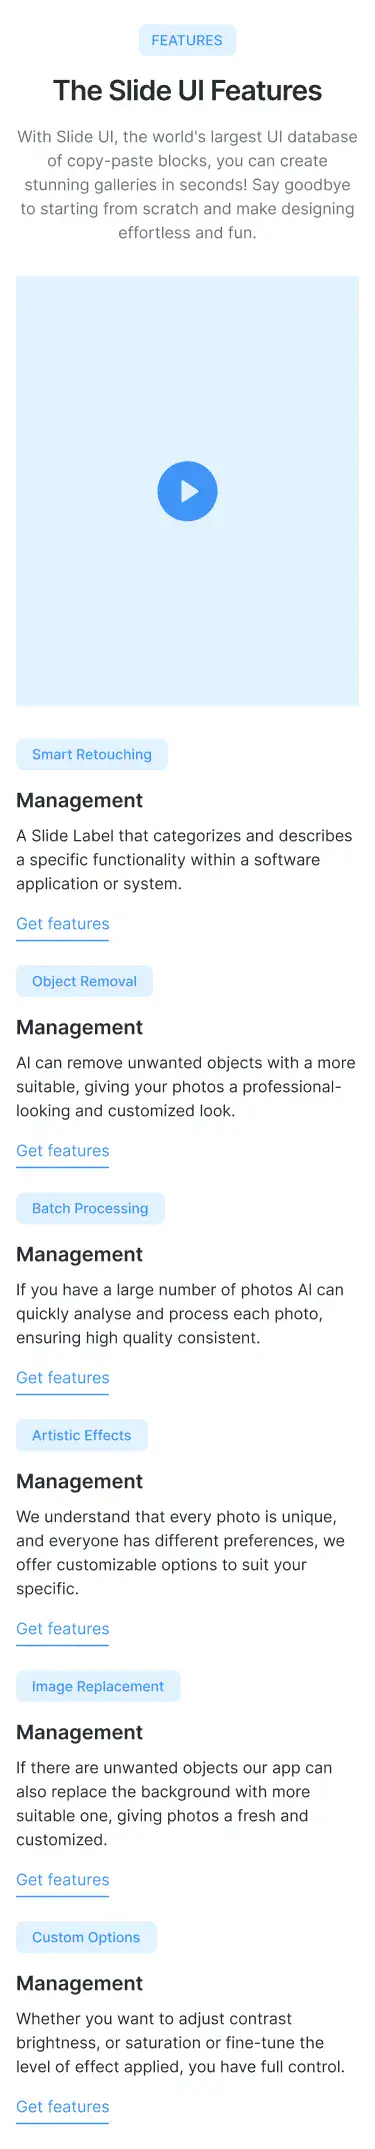 FEATURES
The Slide UI Features
With Slide UI, the world's largest UI database
of copy-paste blocks, you can create
stunning galleries in seconds! Say goodbye
to starting from scratch and make designing
effortless and fun.
Smart Retouching
Management
A Slide Label that categorizes and describes
a specific functionality within a software
application or system.
Get features
Object Removal
Management
AI can remove unwanted objects with a more
suitable, giving your photos a professional-
looking and customized look.
Get features
Batch Processing
Management
If you have a large number of photos AI can
quickly analyse and process each photo,
ensuring high quality consistent.
Get features
Artistic Effects
Management
We understand that every photo is unique,
and everyone has different preferences, we
offer customizable options to suit your
specific.
Get features
Image Replacement
Management
If there are unwanted objects our app can
also replace the background with more
suitable one, giving photos a fresh and
customized.
Get features
Custom Options
Management
Whether you want to adjust contrast
brightness, or saturation or fine-tune the
level of effect applied, you have full control.
Get features